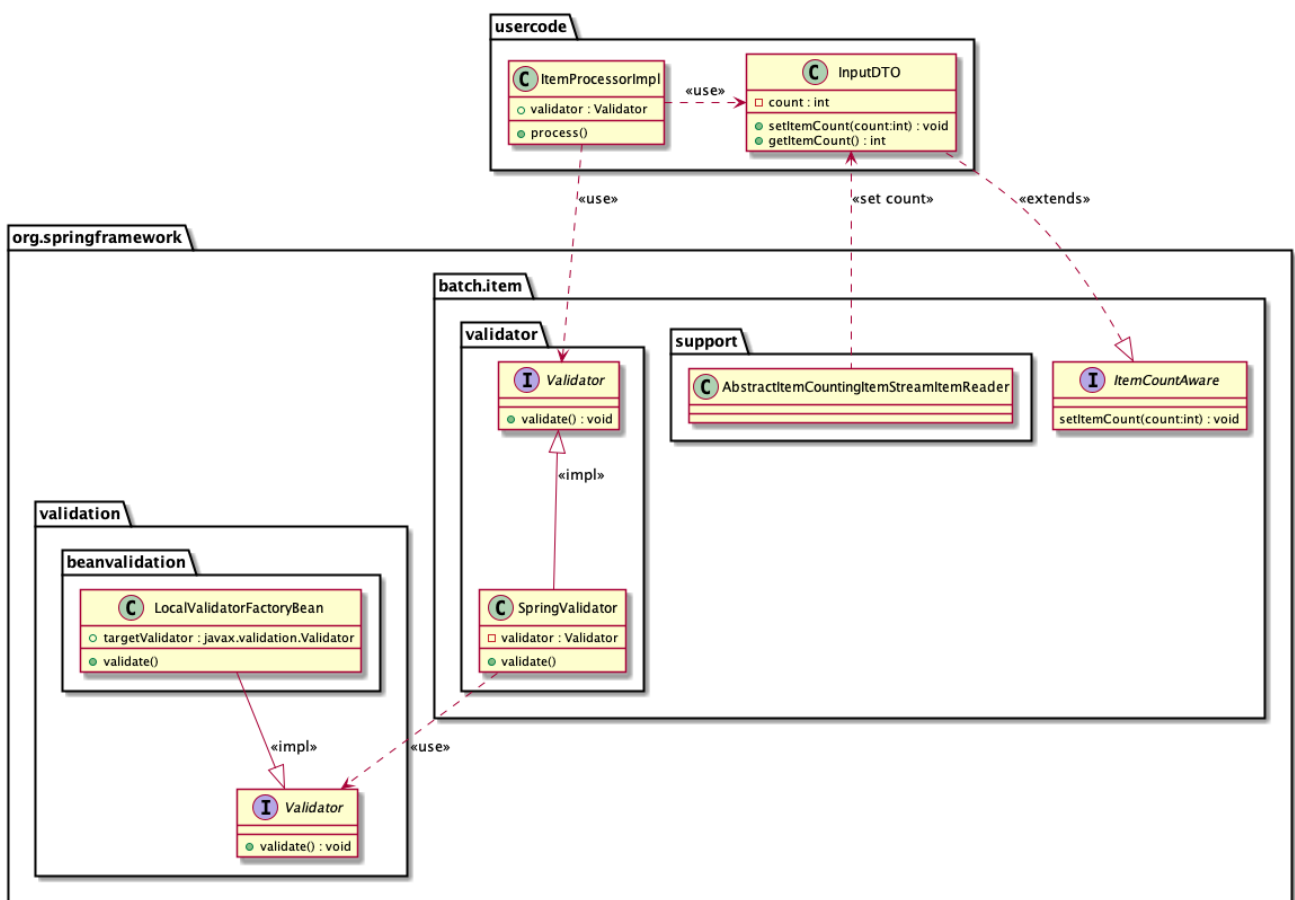 usercode
C ItemProcessorImpl
validator : Validator
process()
«use»
C InputDTO
count : int
setItemCount(count:int) : void
getItemCount() : int
«use»
«set count»
«extends»
org.springframework
batch.item
validator
I Validator
validate() : void
«impl»
support
C AbstractItemCountingItemStreamItemReader
I ItemCountAware
setItemCount(count:int) : void
validation
beanvalidation
C LocalValidatorFactoryBean
targetValidator : javax.validation.Validator
validate()
C SpringValidator
validator : Validator
validate()
«impl»
«use»
I Validator
validate() : void